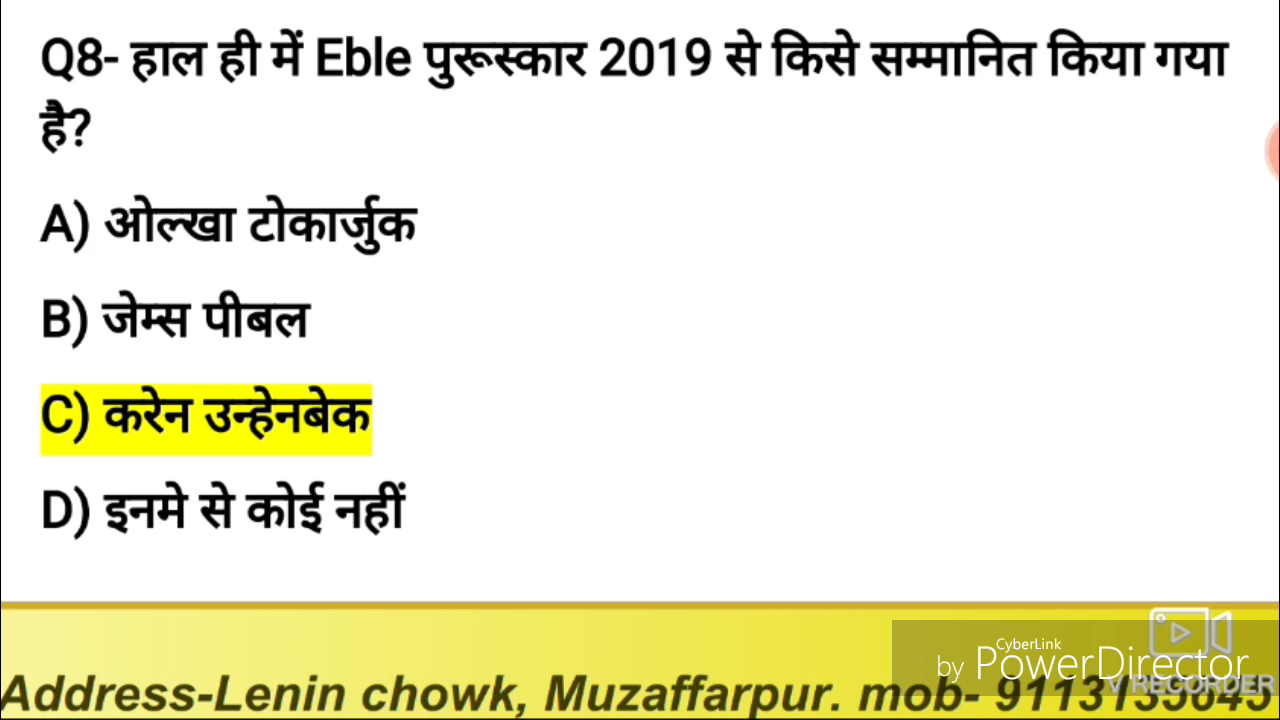 Q8- हाल ही में Eble पुरूस्कार 2019 से किसे सम्मानित किया गया
है?
A) ओल्खा टोकार्जुक
B) जेम्स पीबल
C) करेन उन्हेनबेक
D) इनमे से कोई नहीं
CyberLink
by PowerDirector
V RECORDER
Address-Lenin chowk, Muzaffarpur. mob-